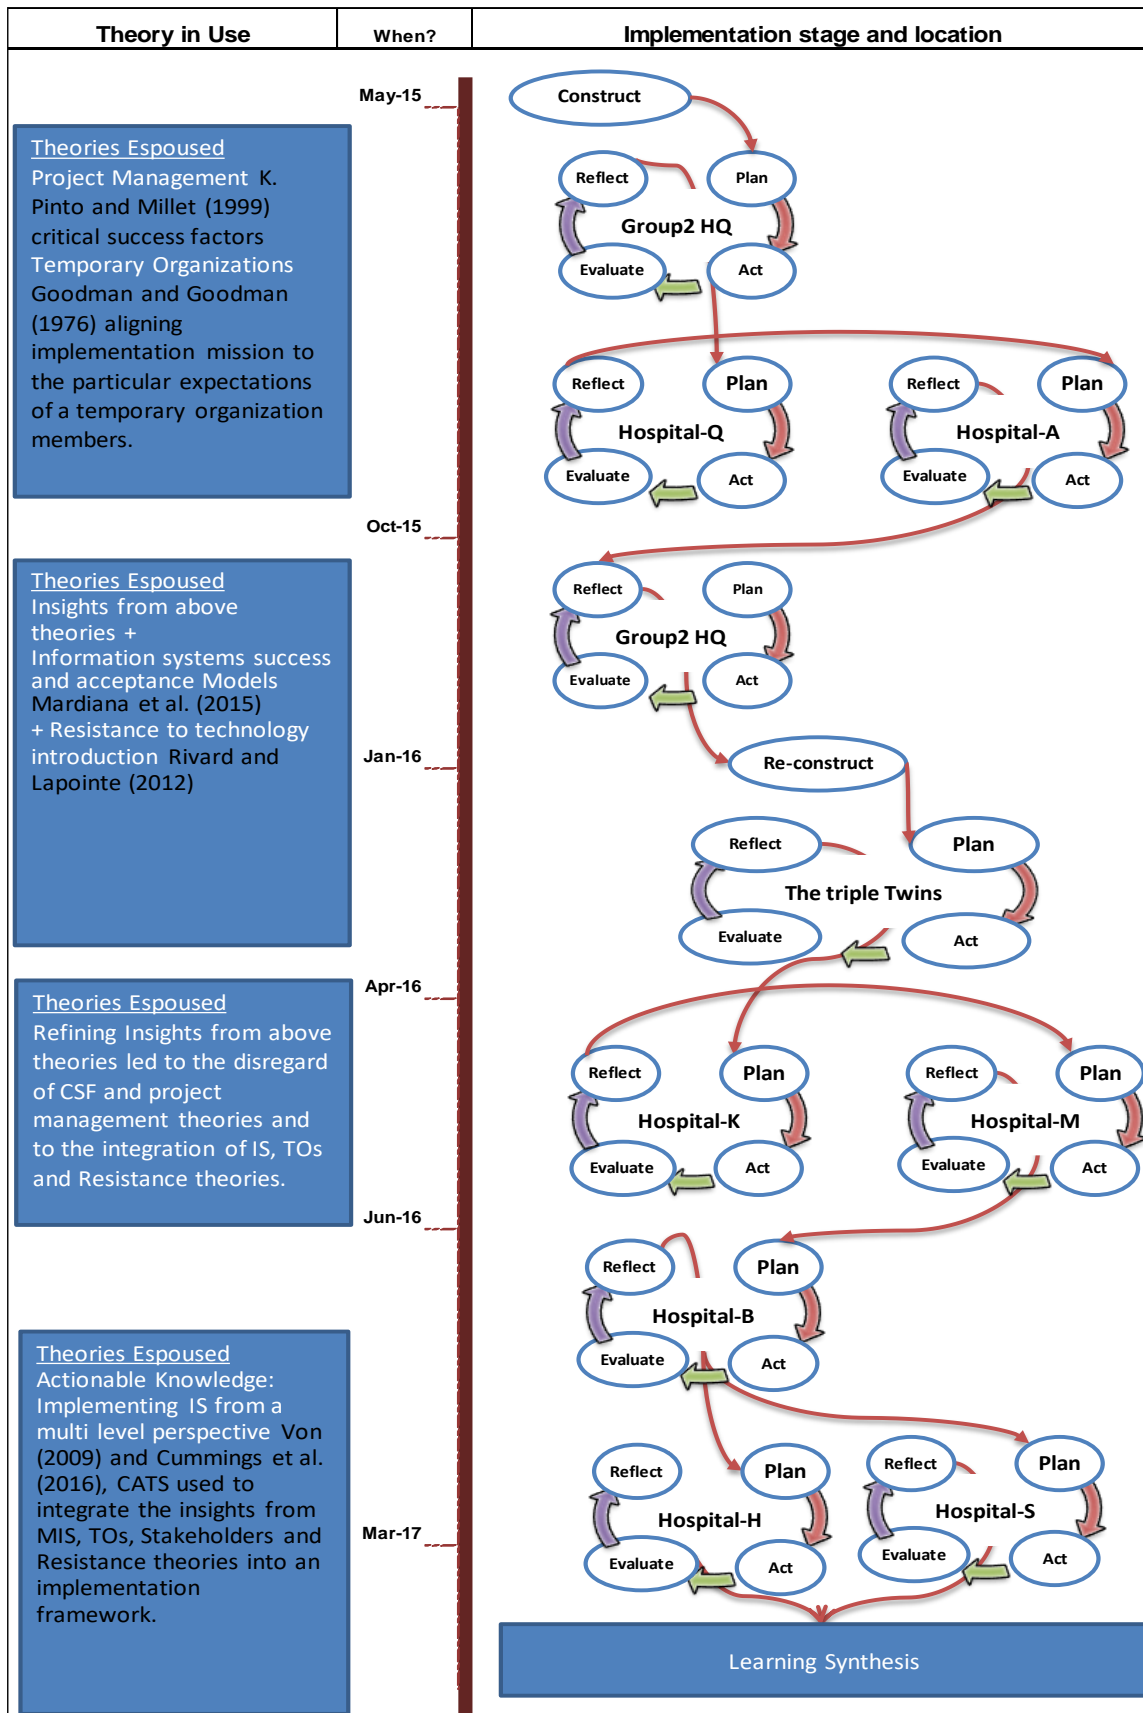 Theory in Use
When?
Implementation stage and location
May-15
Construct
Theories Espoused
Project Management K.
Pinto and Millet (1999)
critical success factors
Temporary Organizations
Goodman and Goodman
(1976) aligning
implementation mission to
the particular expectations
of a temporary organization
members.
Reflect
Plan
Group2 HQ
Evaluate
Act
Reflect
Plan
Hospital-Q
Evaluate
Act
Reflect
Plan
Hospital-A
Evaluate
Act
Oct-15
Theories Espoused
Insights from above
theories +
Information systems success
and acceptance Models
Mardiana et al. (2015)
+ Resistance to technology
introduction Rivard and
Lapointe (2012)
Reflect
Plan
Group2 HQ
Evaluate
Act
Jan-16
Re-construct
Reflect
Plan
The triple Twins
Evaluate
Act
Apr-16
Theories Espoused
Refining Insights from above
theories led to the disregard
of CSF and project
management theories and
to the integration of IS, TOs
and Resistance theories.
Reflect
Plan
Hospital-K
Evaluate
Act
Reflect
Plan
Hospital-M
Evaluate
Act
Jun-16
Reflect
Plan
Hospital-B
Evaluate
Act
Theories Espoused
Actionable Knowledge:
Implementing IS from a
multi level perspective Von
(2009) and Cummings et al.
(2016), CATS used to
integrate the insights from
MIS, TOs, Stakeholders and
Resistance theories into an
implementation
framework.
Reflect
Plan
Hospital-H
Evaluate
Act
Reflect
Plan
Hospital-S
Evaluate
Act
Mar-17
Learning Synthesis